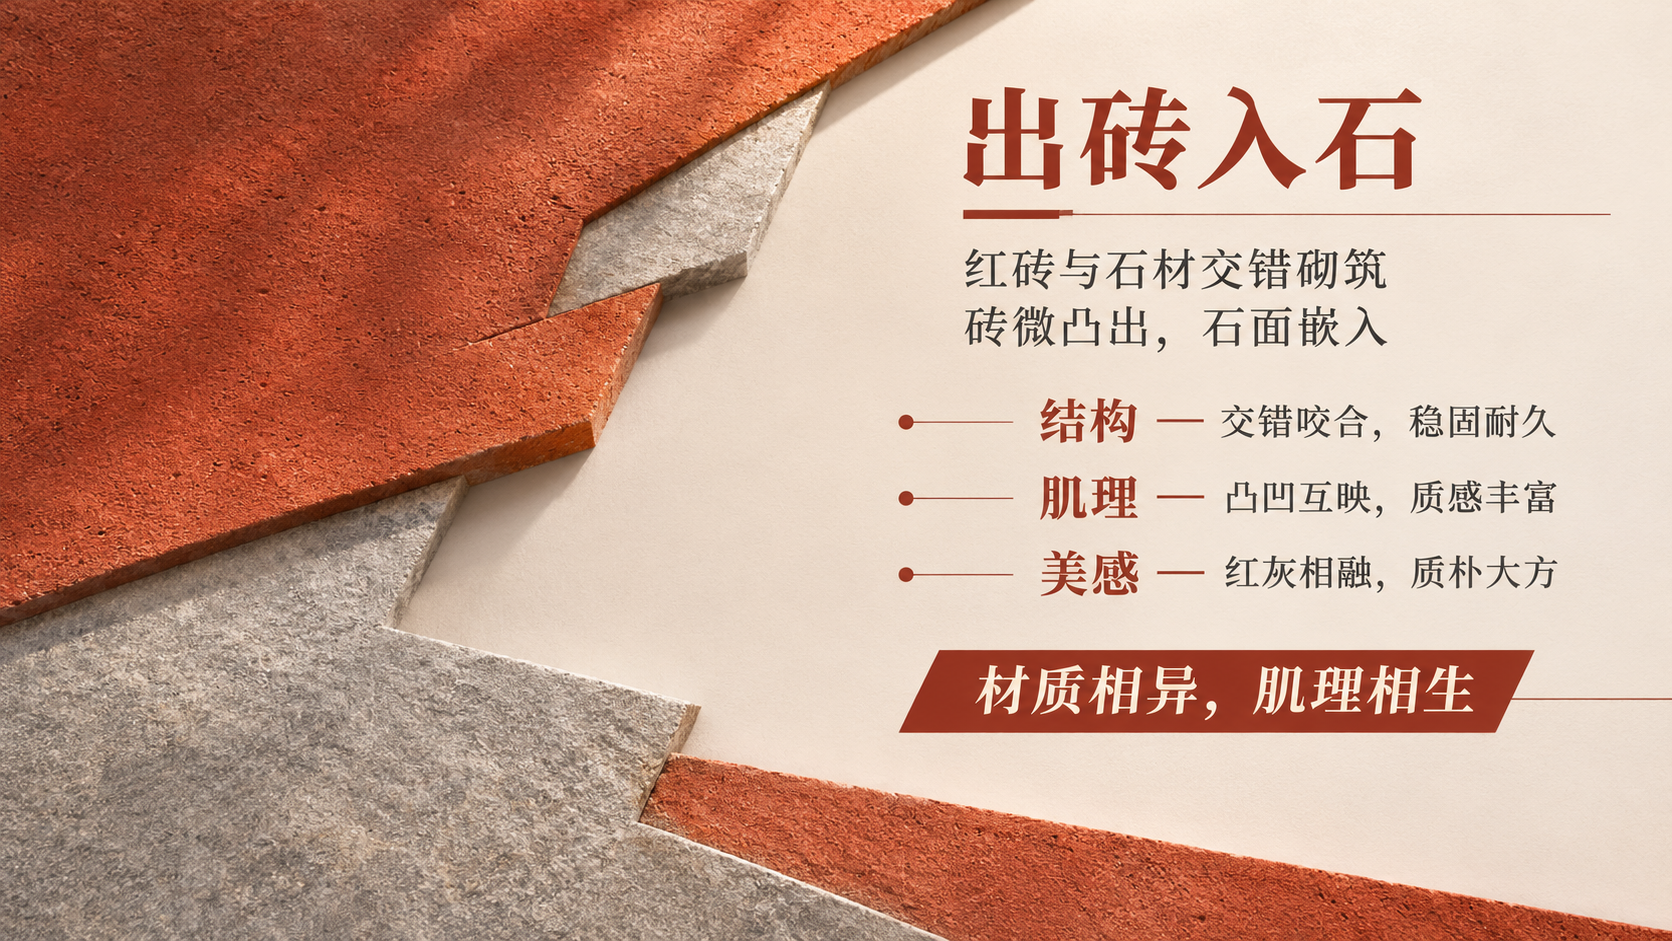 出砖入石
红砖与石材交错砌筑
砖微凸出，石面嵌入
结构 — 交错咬合，稳固耐久
肌理 — 凸凹互映，质感丰富
美感 — 红灰相融，质朴大方
材质相异，肌理相生